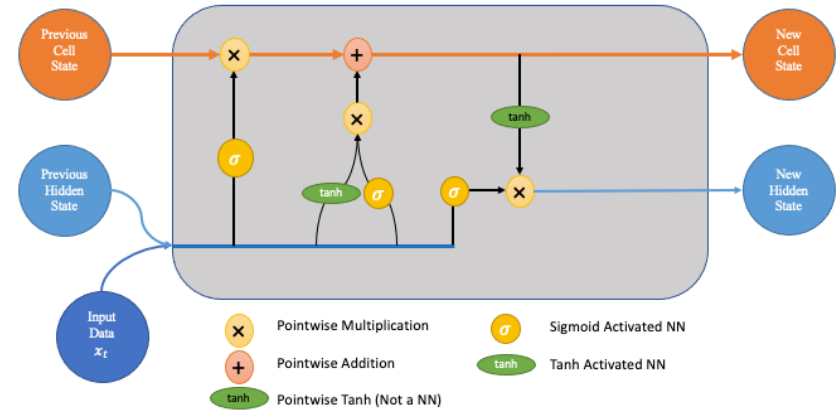 Previous
Cell
State
New
Cell
State
×
+
×
tanh
σ
Previous
Hidden
State
tanh
σ
σ
×
New
Hidden
State
Input
Data
xₜ
× Pointwise Multiplication
σ Sigmoid Activated NN
+ Pointwise Addition
tanh Tanh Activated NN
tanh Pointwise Tanh (Not a NN)